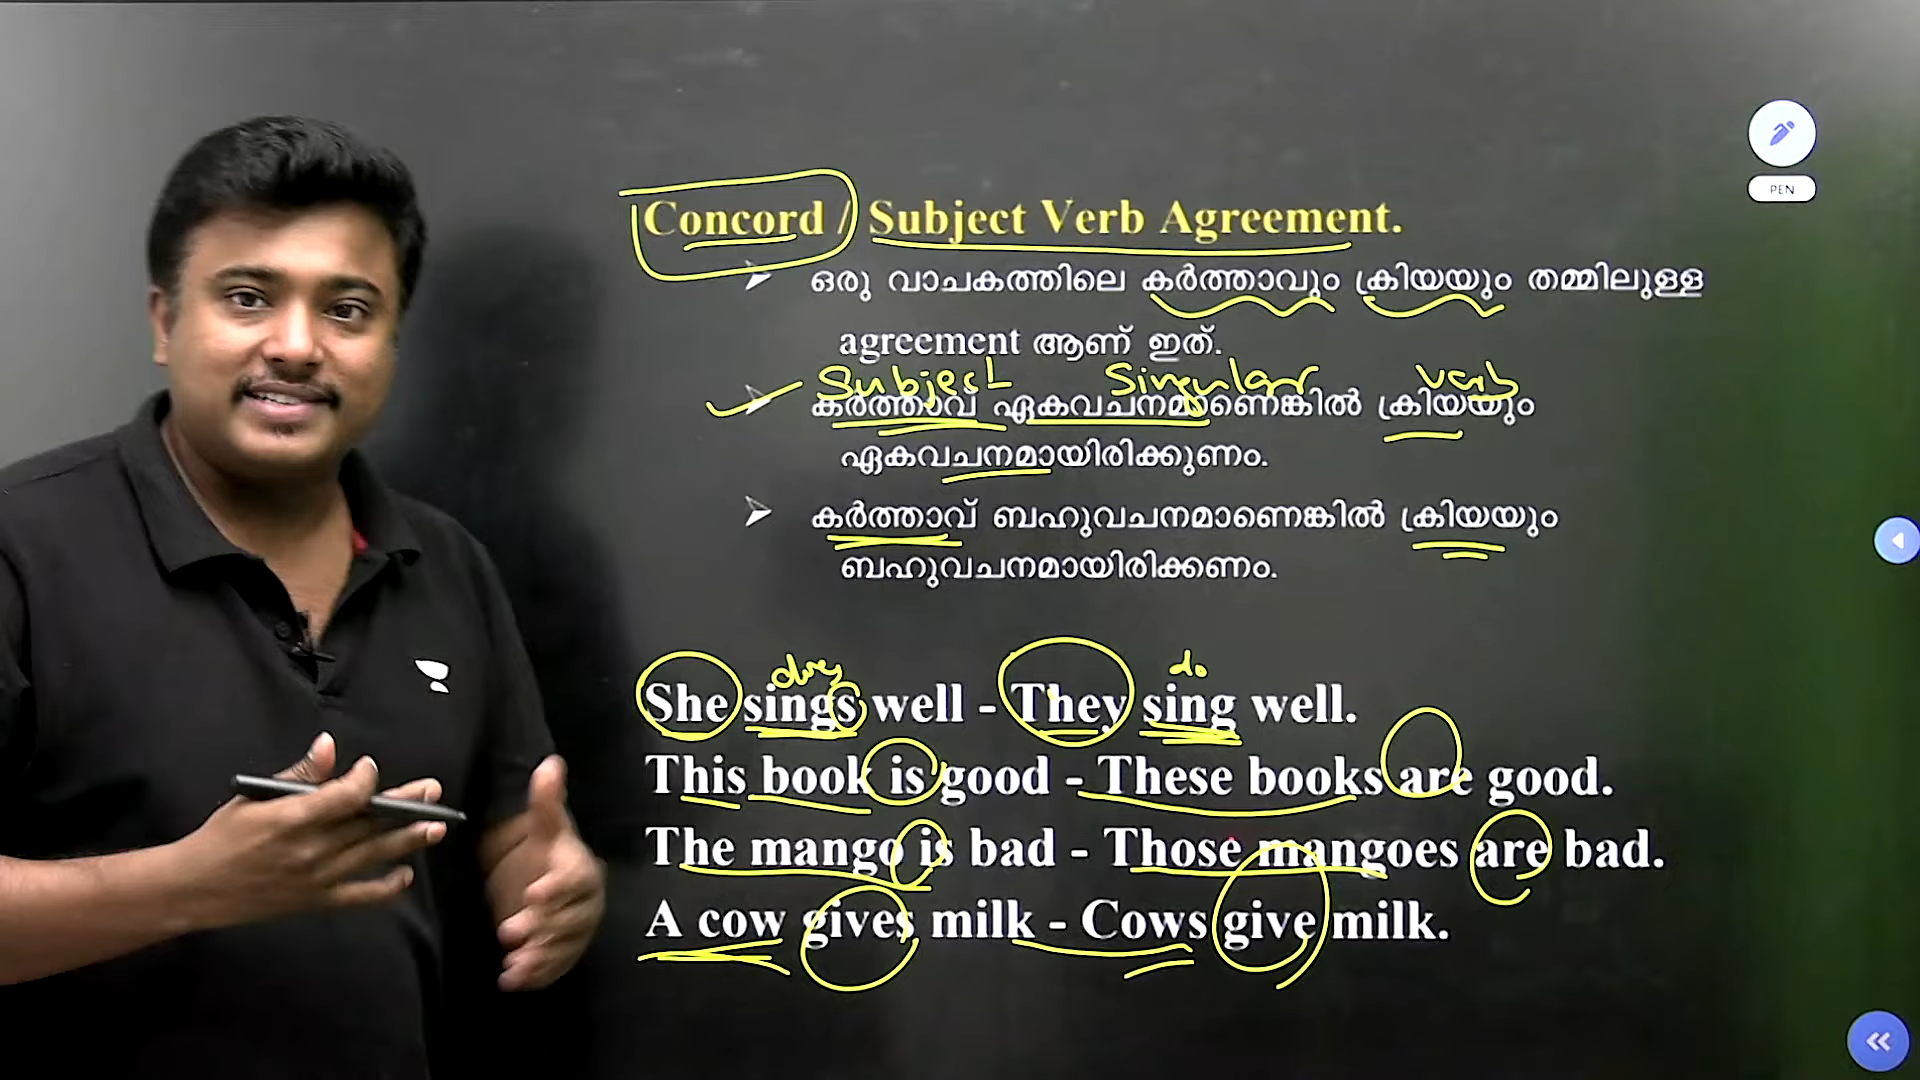 PEN
Concord / Subject Verb Agreement.
ഒരു വാചകത്തിലെ കർത്താവും ക്രിയയും തമ്മിലുള്ള
agreement ആണ് ഇത്.
Subject Singular verb
കർത്താവ് ഏകവചനമാണെങ്കിൽ ക്രിയയും
ഏകവചനമായിരിക്കുണം.
കർത്താവ് ബഹുവചനമാണെങ്കിൽ ക്രിയയും
ബഹുവചനമായിരിക്കണം.
do
She sings well - They sing well.
This book is good - These books are good.
The mango is bad - Those mangoes are bad.
A cow gives milk - Cows give milk.